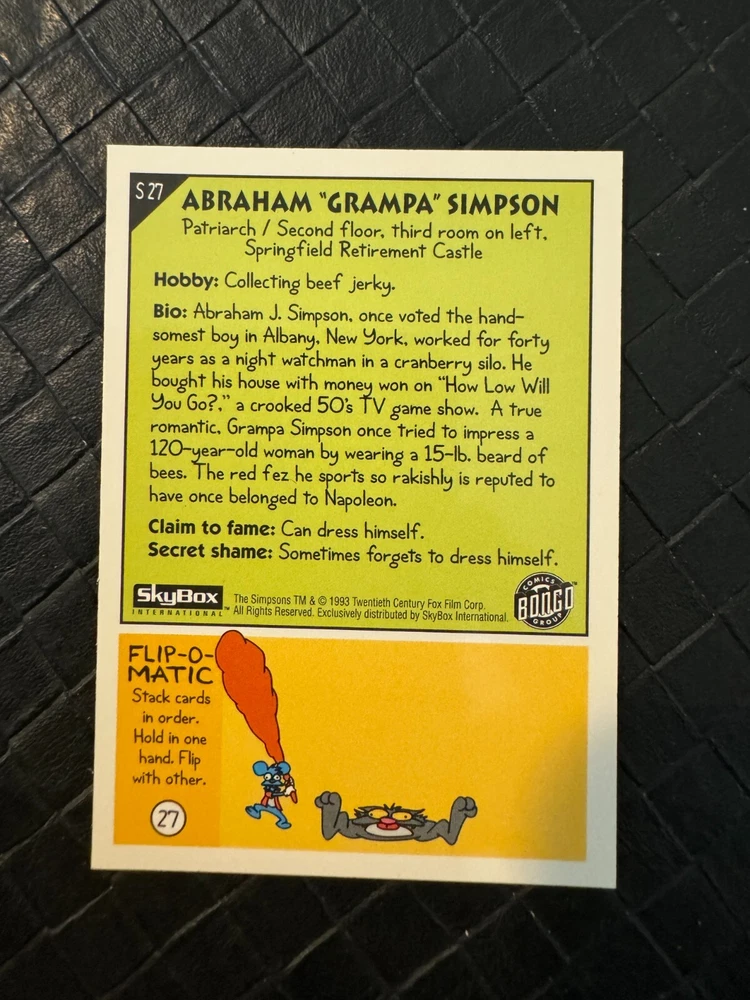 S 27
ABRAHAM "GRAMPA" SIMPSON
Patriarch / Second floor, third room on left,
Springfield Retirement Castle
Hobby: Collecting beef jerky.
Bio: Abraham J. Simpson, once voted the hand-
somest boy in Albany, New York, worked for forty
years as a night watchman in a cranberry silo. He
bought his house with money won on "How Low Will
You Go?," a crooked 50's TV game show. A true
romantic, Grampa Simpson once tried to impress a
120-year-old woman by wearing a 15-lb. beard of
bees. The red fez he sports so rakishly is reputed to
have once belonged to Napoleon.
Claim to fame: Can dress himself.
Secret shame: Sometimes forgets to dress himself.
SkyBox
INTERNATIONAL™
The Simpsons TM & © 1993 Twentieth Century Fox Film Corp.
All Rights Reserved. Exclusively distributed by SkyBox International.
COMICS
BONGO™
GROUP
FLIP-O-
MATIC
Stack cards
in order.
Hold in one
hand. Flip
with other.
27